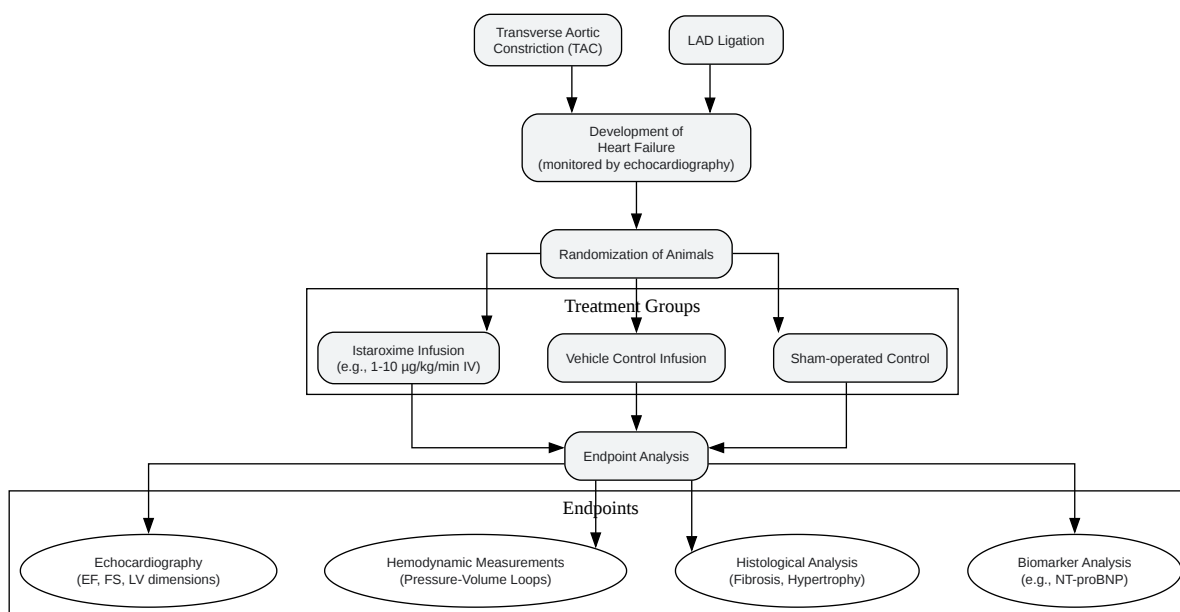 Transverse Aortic
Constriction (TAC)
LAD Ligation
Development of
Heart Failure
(monitored by echocardiography)
Randomization of Animals
Treatment Groups
Istaroxime Infusion
(e.g., 1-10 µg/kg/min IV)
Vehicle Control Infusion
Sham-operated Control
Endpoint Analysis
Endpoints
Echocardiography
(EF, FS, LV dimensions)
Hemodynamic Measurements
(Pressure-Volume Loops)
Histological Analysis
(Fibrosis, Hypertrophy)
Biomarker Analysis
(e.g., NT-proBNP)